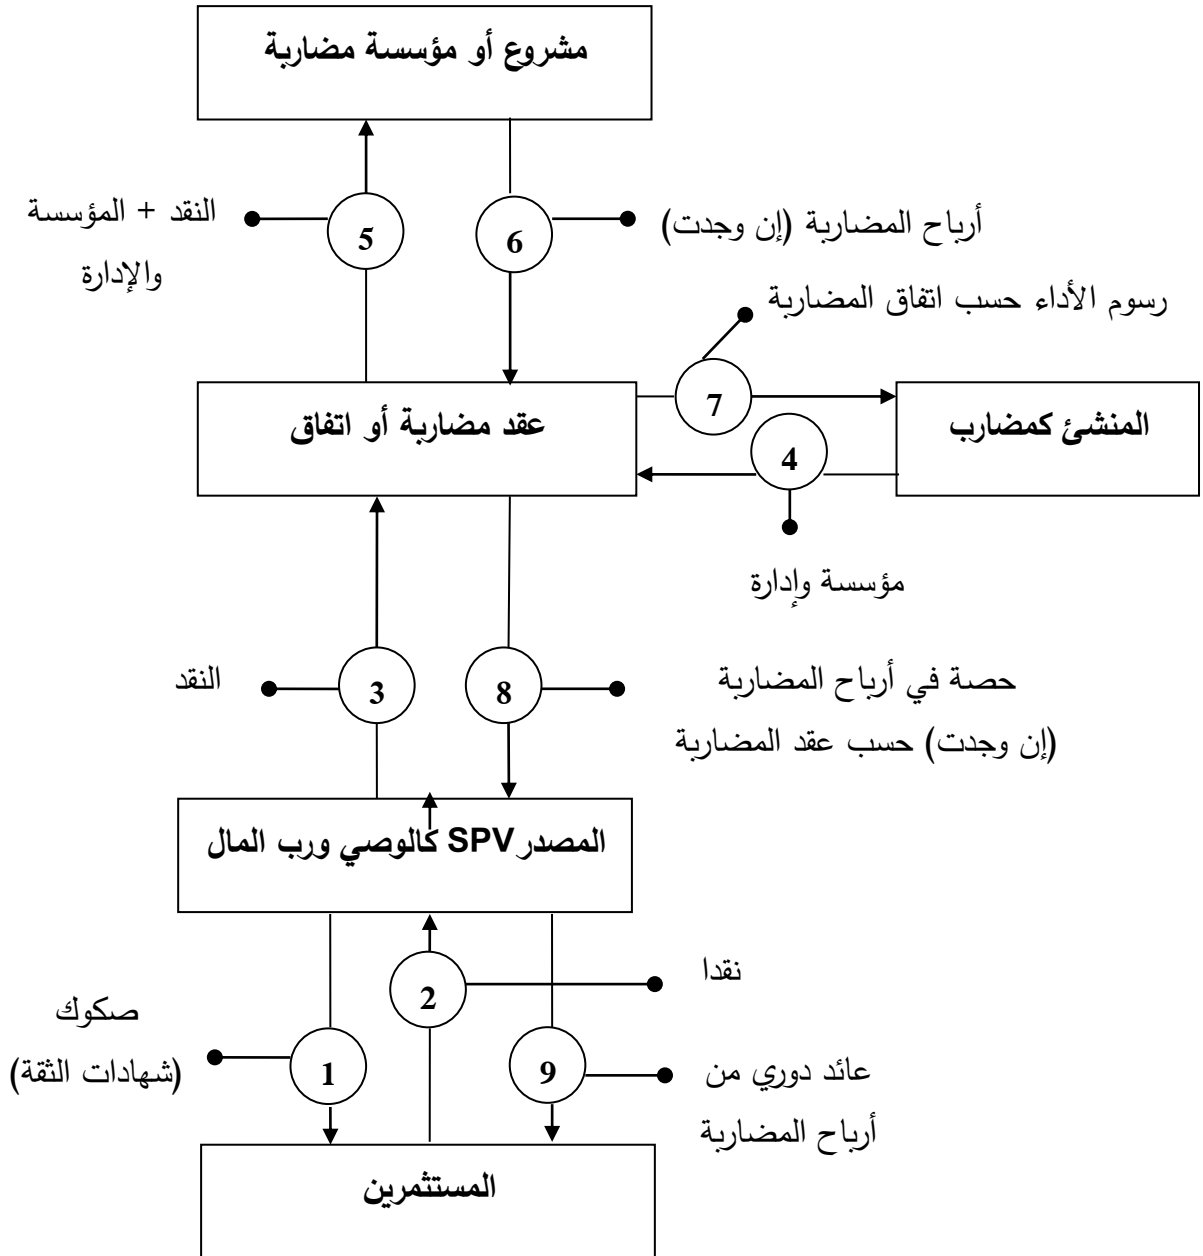 مشروع أو مؤسسة مضاربة
النقد + المؤسسة
والإدارة
5
6
أرباح المضاربة (إن وجدت)
رسوم الأداء حسب اتفاق المضاربة
عقد مضاربة أو اتفاق
7
4
المنشئ كمضارب
مؤسسة وإدارة
النقد
3
8
حصة في أرباح المضاربة
(إن وجدت) حسب عقد المضاربة
المصدر SPV كالوصي ورب المال
نقدا
2
صكوك
(شهادات الثقة)
1
9
عائد دوري من
أرباح المضاربة
المستثمرين